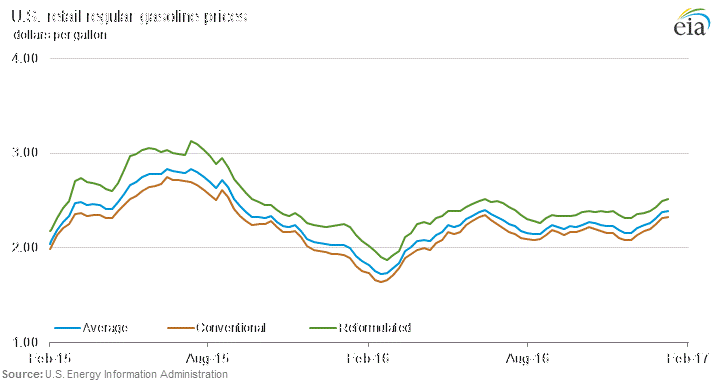 U.S. retail regular gasoline prices
dollars per gallon
eia
4.00
3.00
2.00
1.00
Average
Conventional
Reformulated
Feb-15
Aug-15
Feb-16
Aug-16
Feb-17
Source: U.S. Energy Information Administration